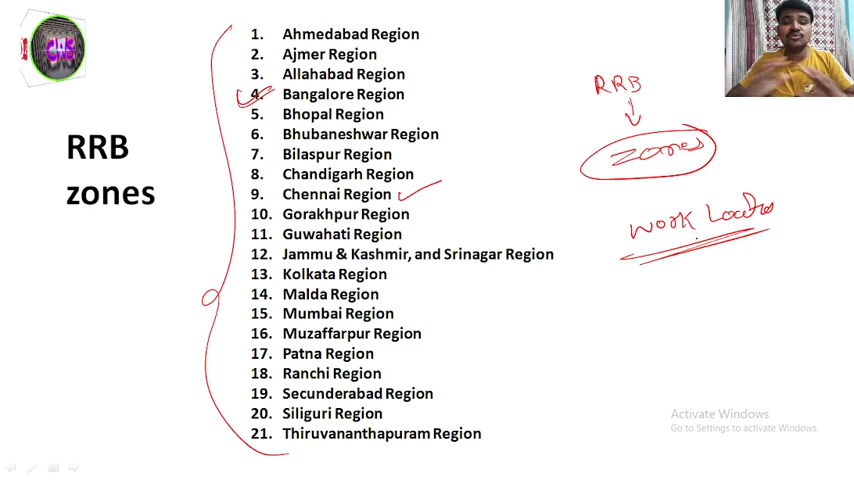 CWS
RRB
zones
1. Ahmedabad Region
2. Ajmer Region
3. Allahabad Region
4. Bangalore Region
5. Bhopal Region
6. Bhubaneshwar Region
7. Bilaspur Region
8. Chandigarh Region
9. Chennai Region
10. Gorakhpur Region
11. Guwahati Region
12. Jammu & Kashmir, and Srinagar Region
13. Kolkata Region
14. Malda Region
15. Mumbai Region
16. Muzaffarpur Region
17. Patna Region
18. Ranchi Region
19. Secunderabad Region
20. Siliguri Region
21. Thiruvananthapuram Region
RRB
zones
Work
Activate Windows
Go to Settings to activate Windows.